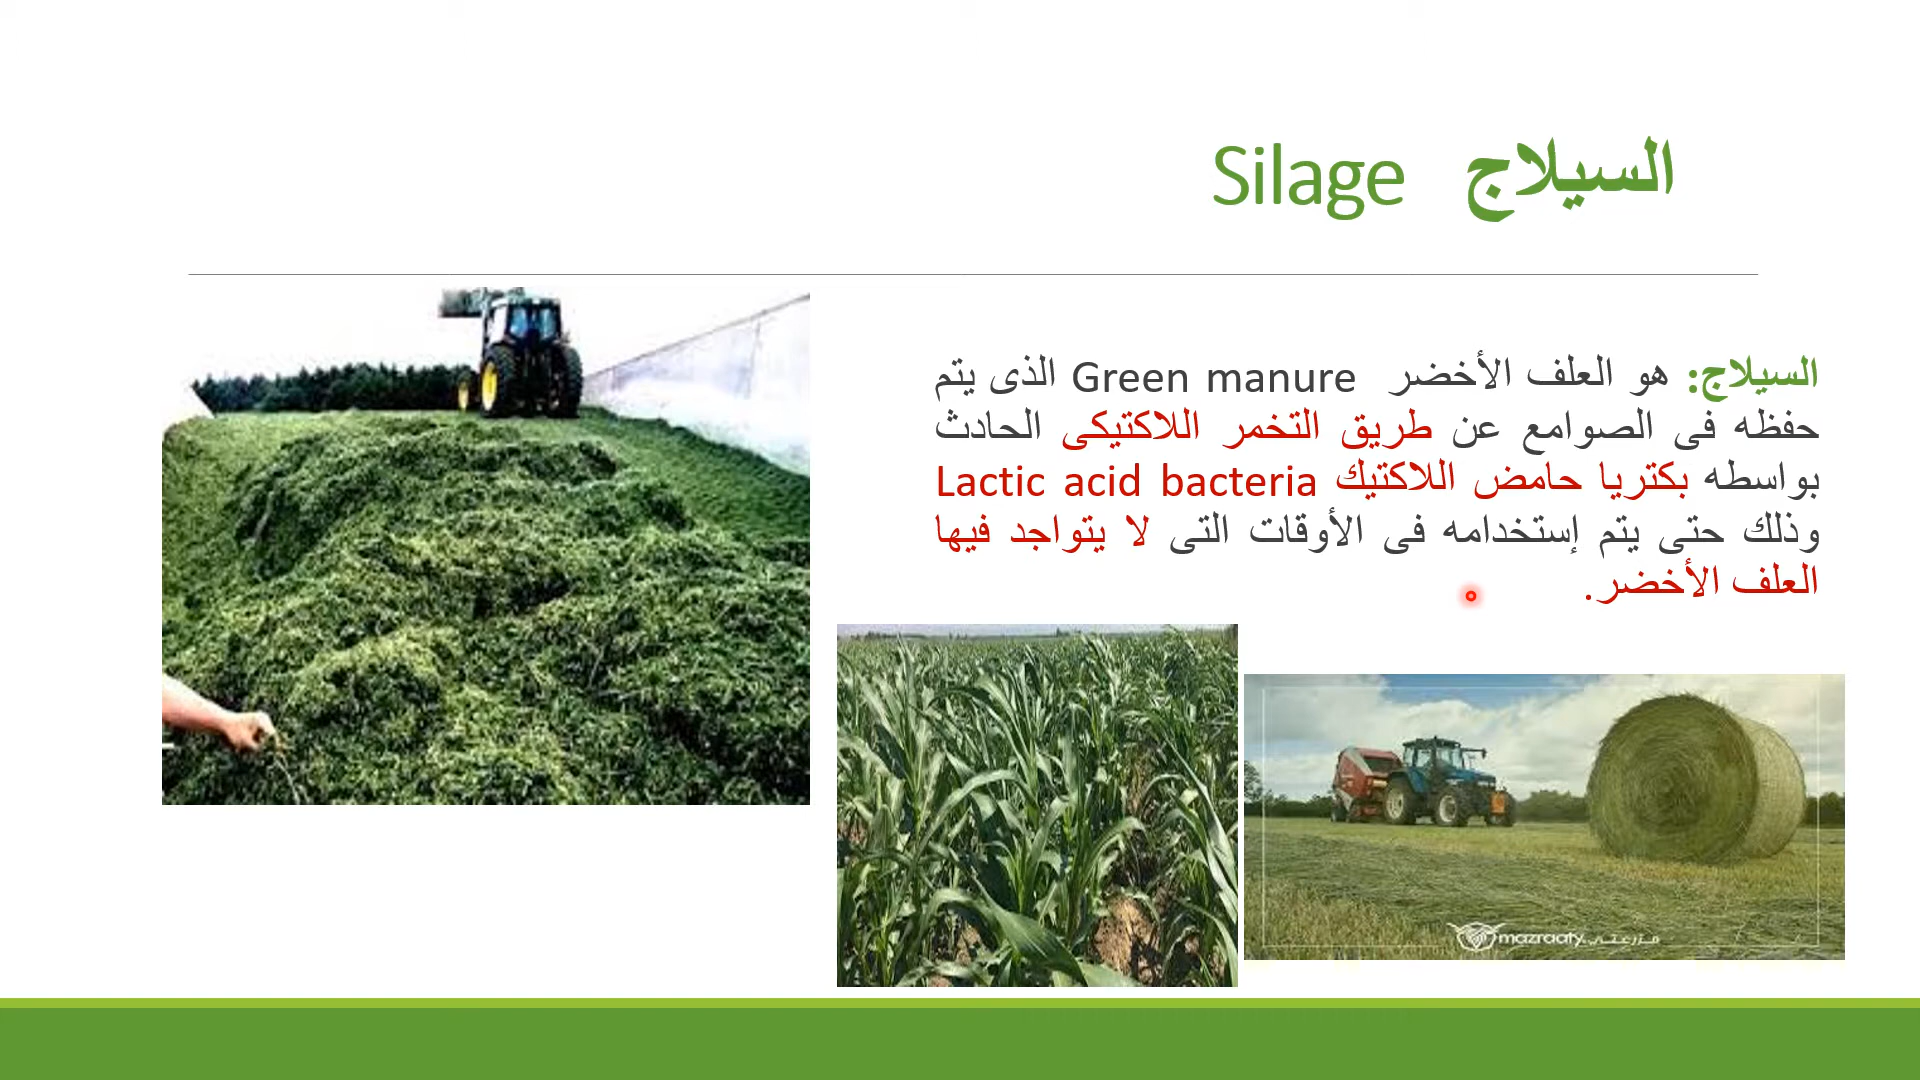 السيلاج Silage
السيلاج: هو العلف الأخضر Green manure الذى يتم
حفظه فى الصوامع عن طريق التخمر اللاكتيكى الحادث
بواسطه بكتريا حامض اللاكتيك Lactic acid bacteria
وذلك حتى يتم إستخدامه فى الأوقات التى لا يتواجد فيها
العلف الأخضر.
mazraaty مزرعتى